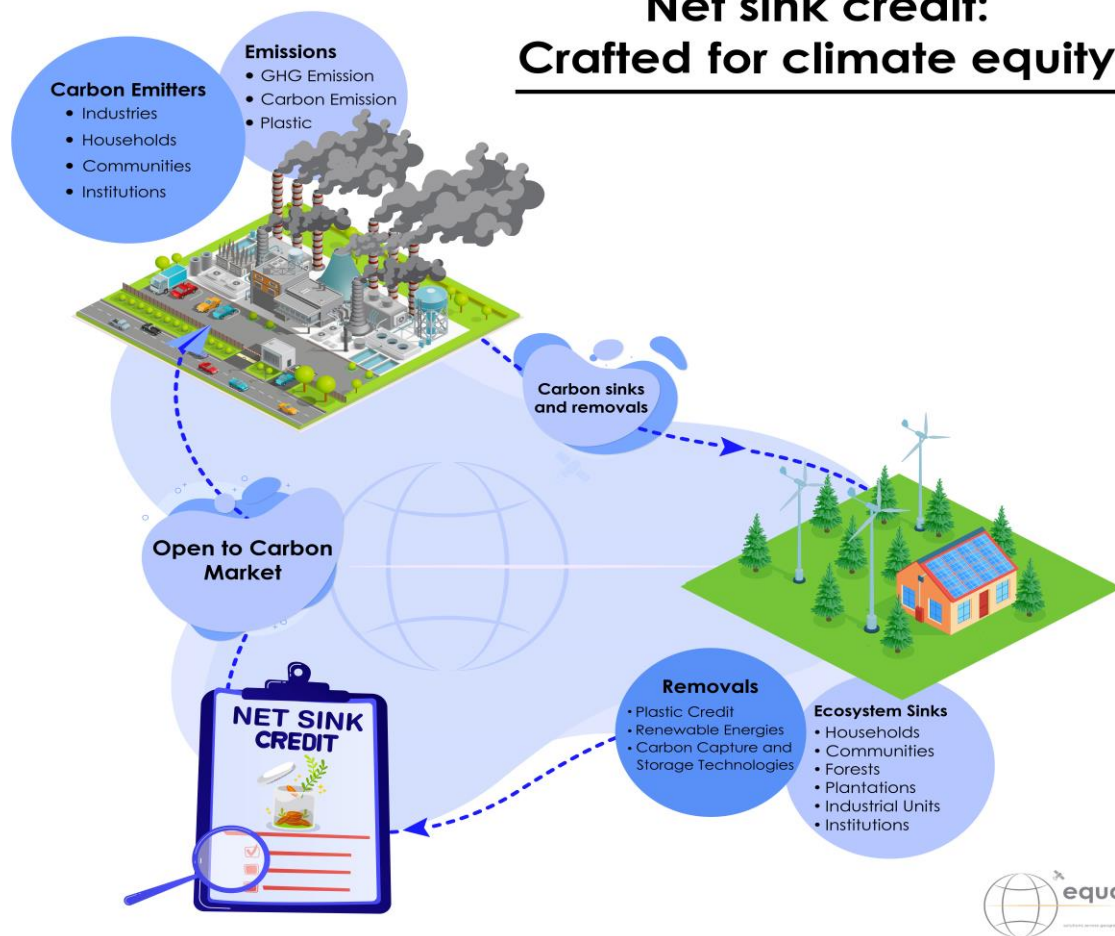 Net sink credit:
Crafted for climate equity
Emissions
• GHG Emission
• Carbon Emission
• Plastic
Carbon Emitters
• Industries
• Households
• Communities
• Institutions
Carbon sinks
and removals
Open to Carbon
Market
Removals
• Plastic Credit
• Renewable Energies
• Carbon Capture and
Storage Technologies
Ecosystem Sinks
• Households
• Communities
• Forests
• Plantations
• Industrial Units
• Institutions
NET SINK
CREDIT